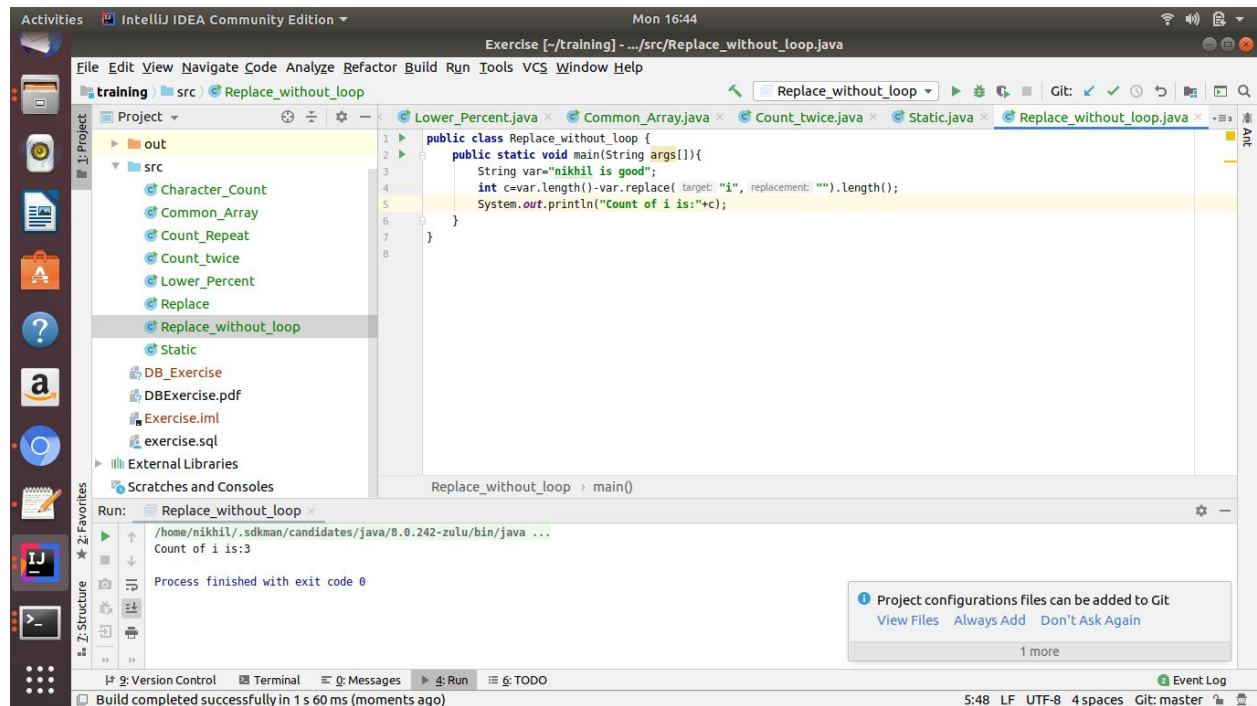 Activities IntelliJ IDEA Community Edition Mon 16:44
Exercise [~/training] - .../src/Replace_without_loop.java
File Edit View Navigate Code Analyze Refactor Build Run Tools VCS Window Help
training src Replace_without_loop Replace_without_loop Git:
1: Project
Project
out
src
Character_Count
Common_Array
Count_Repeat
Count_twice
Lower_Percent
Replace
Replace_without_loop
Static
DB_Exercise
DBExercise.pdf
Exercise.iml
exercise.sql
External Libraries
Scratches and Consoles
Lower_Percent.java Common_Array.java Count_twice.java Static.java Replace_without_loop.java
Ant
1 public class Replace_without_loop {
2 public static void main(String args[]){
3 String var="nikhil is good";
4 int c=var.length()-var.replace( target: "i", replacement: "").length();
5 System.out.println("Count of i is:"+c);
6 }
7 }
8
Replace_without_loop › main()
2: Favorites
Z: Structure
Run: Replace_without_loop
/home/nikhil/.sdkman/candidates/java/8.0.242-zulu/bin/java ...
Count of i is:3
Process finished with exit code 0
Project configurations files can be added to Git
View Files Always Add Don't Ask Again
1 more
9: Version Control Terminal 0: Messages 4: Run 6: TODO 2 Event Log
Build completed successfully in 1 s 60 ms (moments ago) 5:48 LF UTF-8 4 spaces Git: master